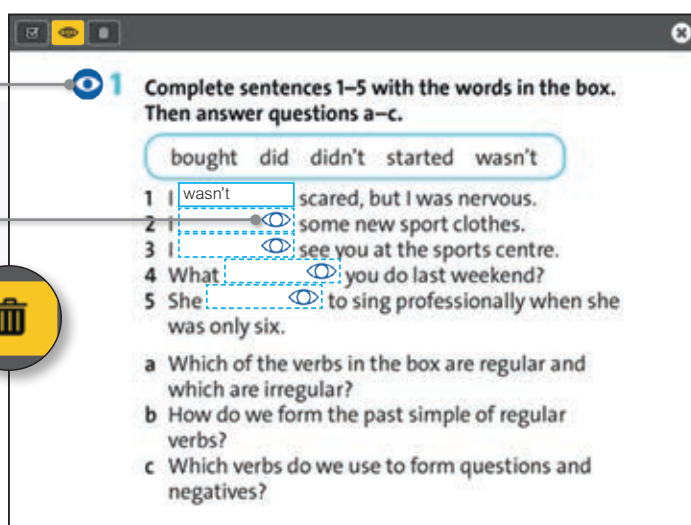 1 Complete sentences 1–5 with the words in the box.
Then answer questions a–c.
bought did didn't started wasn't
1 I wasn't scared, but I was nervous.
2 I some new sport clothes.
3 I see you at the sports centre.
4 What you do last weekend?
5 She to sing professionally when she
was only six.
a Which of the verbs in the box are regular and
which are irregular?
b How do we form the past simple of regular
verbs?
c Which verbs do we use to form questions and
negatives?